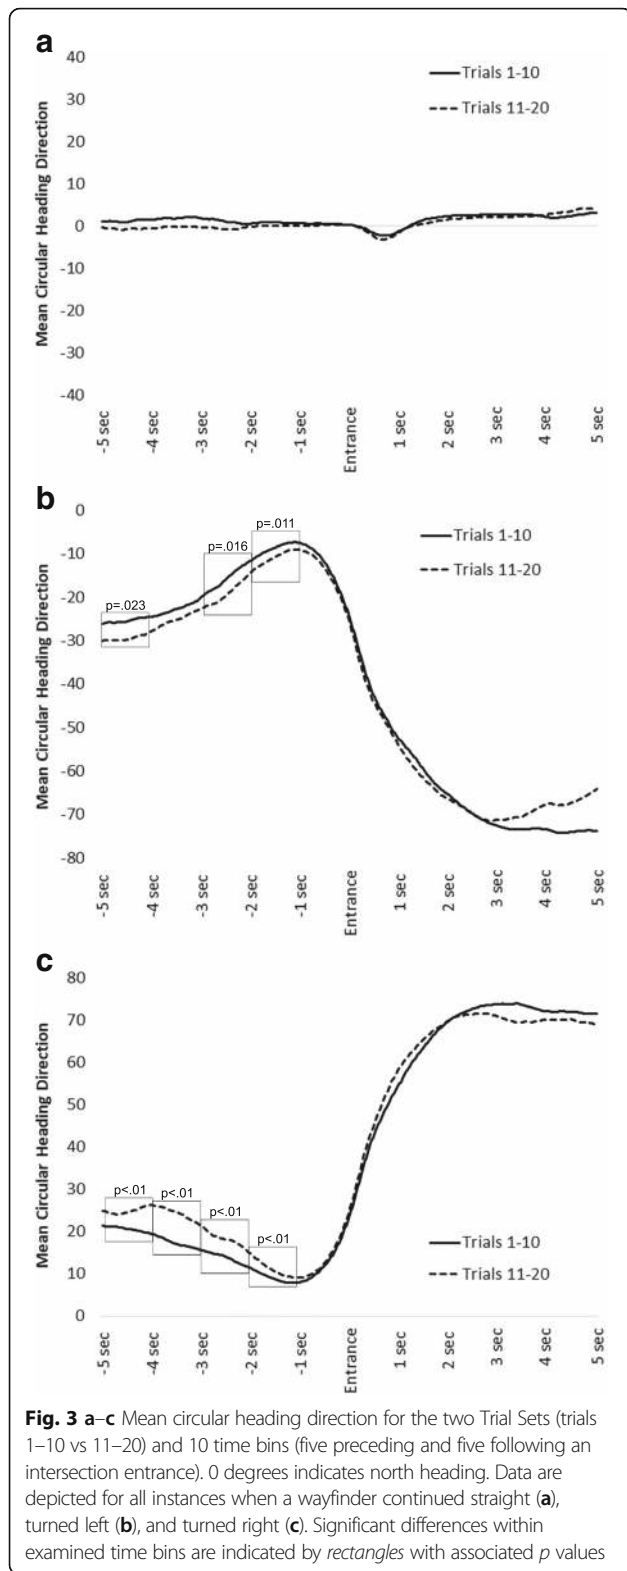 a
40
30
20
10
0
-10
-20
-30
-40
Mean Circular Heading Direction
Trials 1-10
Trials 11-20
-5 sec
-4 sec
-3 sec
-2 sec
-1 sec
Entrance
1 sec
2 sec
3 sec
4 sec
5 sec
b
0
-10
-20
-30
-40
-50
-60
-70
-80
Mean Circular Heading Direction
p=.023
p=.016
p=.011
Trials 1-10
Trials 11-20
-5 sec
-4 sec
-3 sec
-2 sec
-1 sec
Entrance
1 sec
2 sec
3 sec
4 sec
5 sec
c
80
70
60
50
40
30
20
10
0
Mean Circular Heading Direction
p<.01
p<.01
p<.01
p<.01
Trials 1-10
Trials 11-20
-5 sec
-4 sec
-3 sec
-2 sec
-1 sec
Entrance
1 sec
2 sec
3 sec
4 sec
5 sec
Fig. 3 a–c Mean circular heading direction for the two Trial Sets (trials
1–10 vs 11–20) and 10 time bins (five preceding and five following an
intersection entrance). 0 degrees indicates north heading. Data are
depicted for all instances when a wayfinder continued straight (a),
turned left (b), and turned right (c). Significant differences within
examined time bins are indicated by rectangles with associated p values